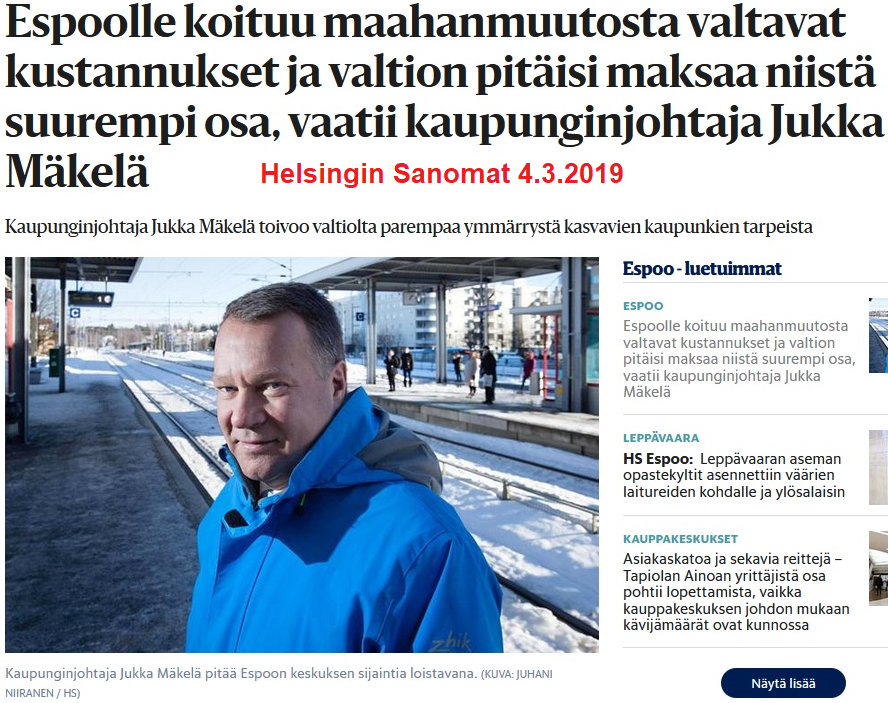 Espoolle koituu maahanmuutosta valtavat
kustannukset ja valtion pitäisi maksaa niistä
suurempi osa, vaatii kaupunginjohtaja Jukka
Mäkelä
Helsingin Sanomat 4.3.2019
Kaupunginjohtaja Jukka Mäkelä toivoo valtiolta parempaa ymmärrystä kasvavien kaupunkien tarpeista
1
C
C
zhik
Kaupunginjohtaja Jukka Mäkelä pitää Espoon keskuksen sijaintia loistavana. (KUVA: JUHANI
NIIRANEN / HS)
Espoo - luetuimmat
ESPOO
Espoolle koituu maahanmuutosta
valtavat kustannukset ja valtion
pitäisi maksaa niistä suurempi osa,
vaatii kaupunginjohtaja Jukka
Mäkelä
LEPPÄVAARA
HS Espoo: Leppävaaran aseman
opastekyltit asennettiin väärien
laitureiden kohdalle ja ylösalaisin
KAUPPAKESKUKSET
Asiakaskatoa ja sekavia reittejä –
Tapiolan Ainoan yrittäjistä osa
pohtii lopettamista, vaikka
kauppakeskuksen johdon mukaan
kävijämäärät ovat kunnossa
Näytä lisää